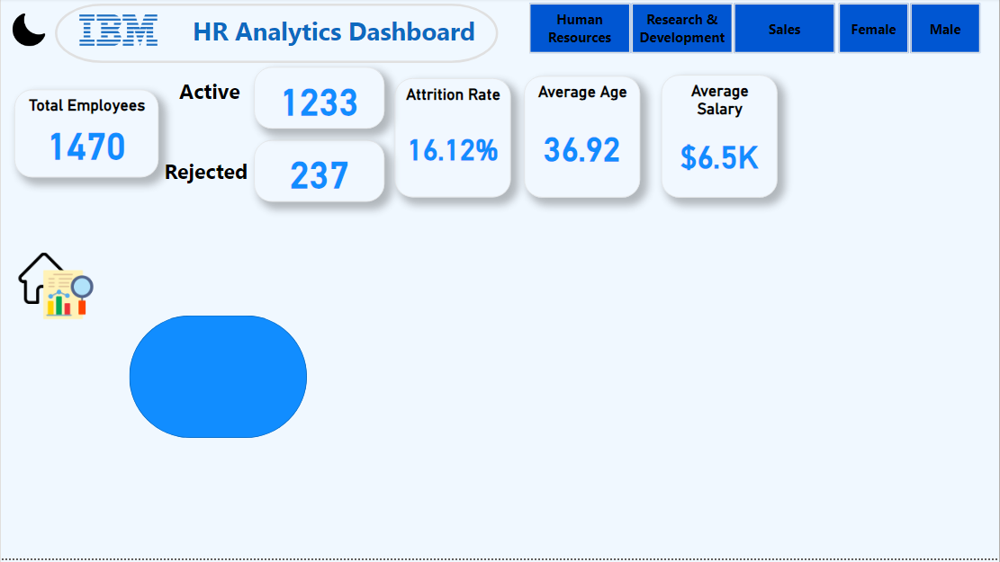 IBM
HR Analytics Dashboard
Human
Resources
Research &
Development
Sales
Female
Male
Total Employees
1470
Active
1233
Rejected
237
Attrition Rate
16.12%
Average Age
36.92
Average
Salary
$6.5K